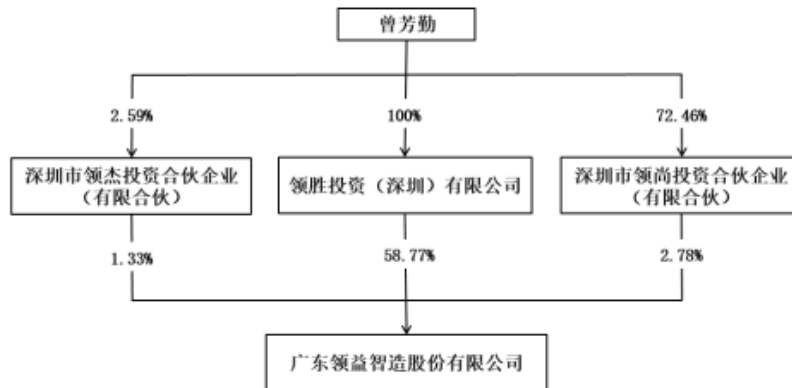 曾芳勤
2.59%
100%
72.46%
深圳市领杰投资合伙企业
（有限合伙）
领胜投资（深圳）有限公司
深圳市领尚投资合伙企业
（有限合伙）
1.33%
58.77%
2.78%
广东领益智造股份有限公司